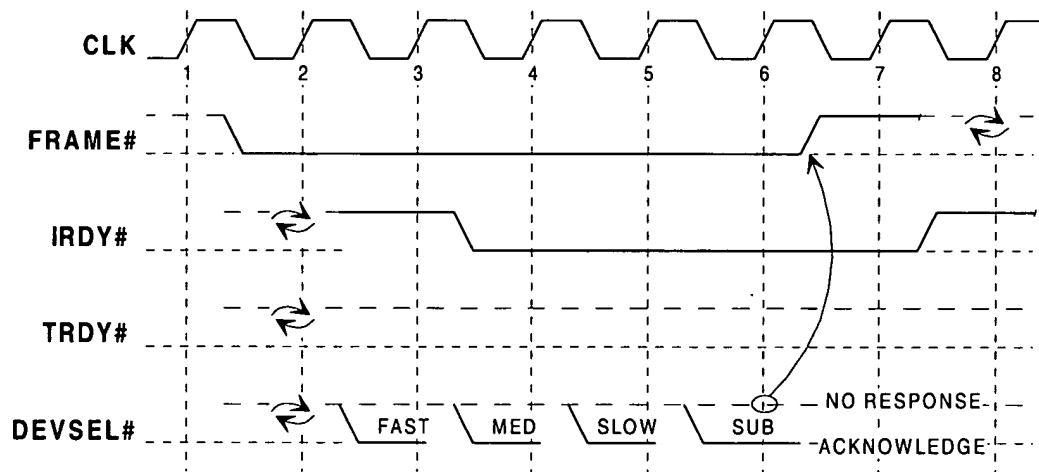 CLK
1 2 3 4 5 6 7 8
FRAME#
IRDY#
TRDY#
DEVSEL#
FAST MED SLOW SUB
NO RESPONSE
ACKNOWLEDGE